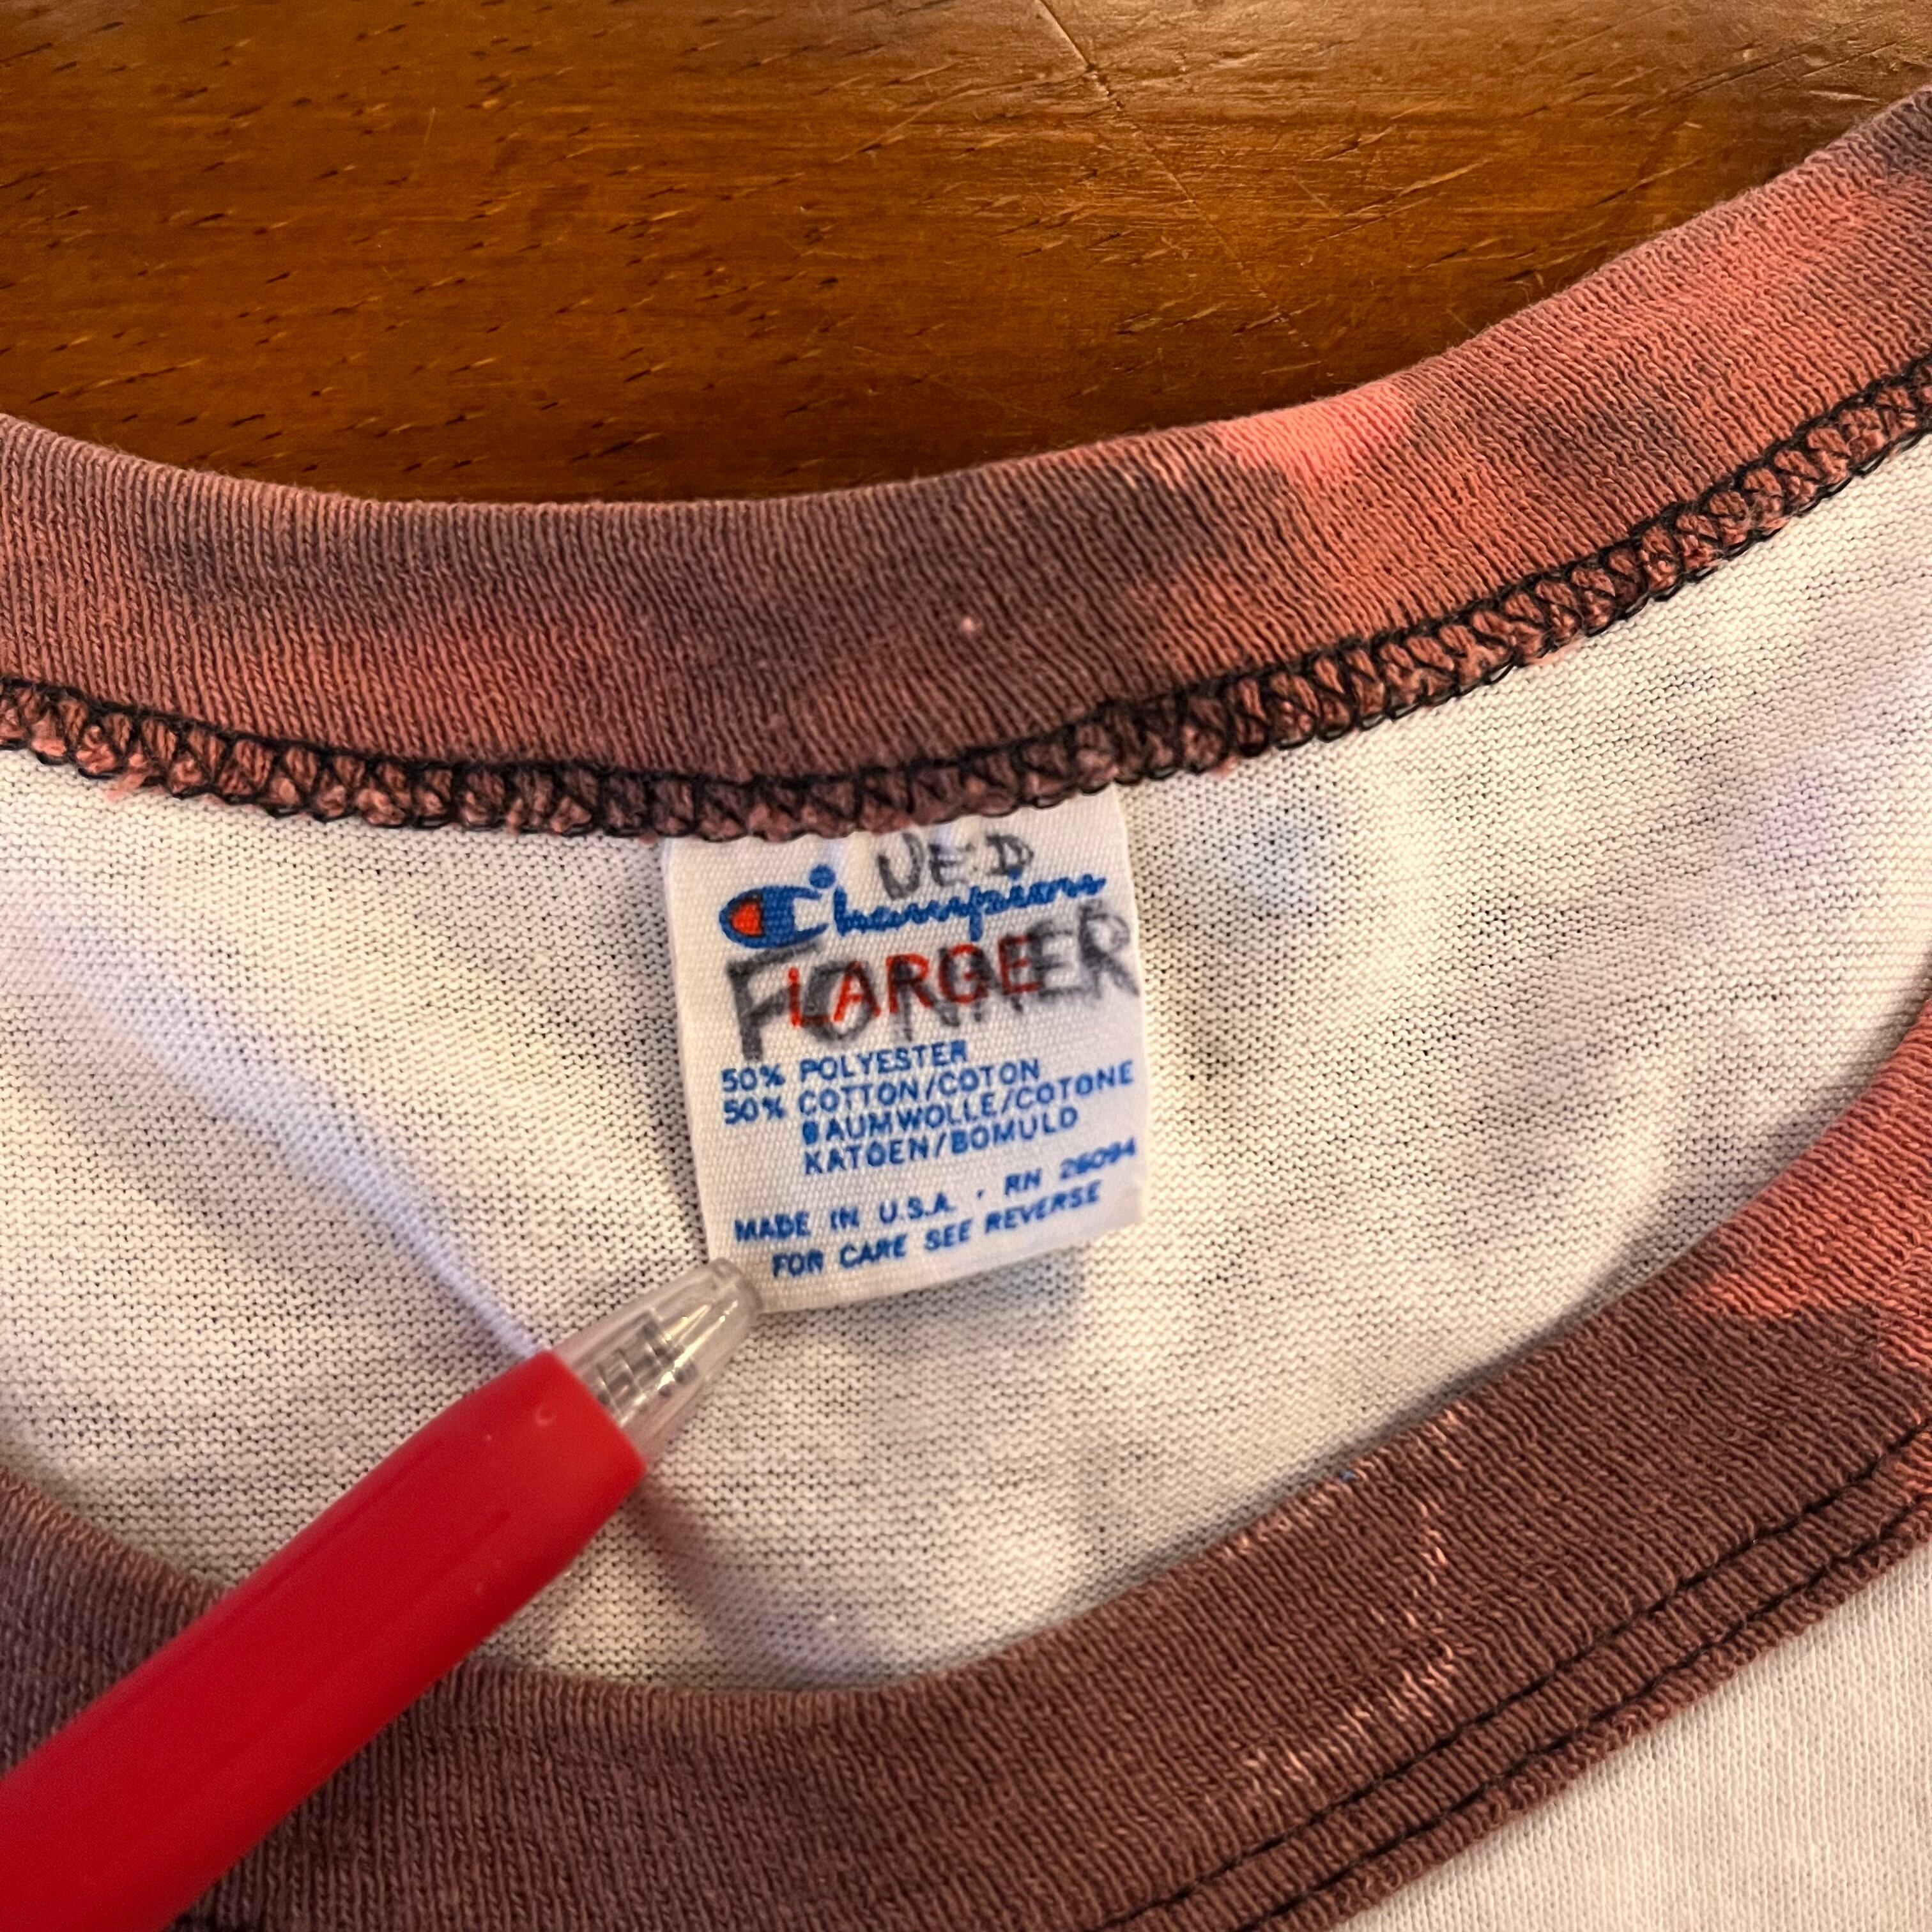 UED
Champion
LARGE
50% POLYESTER
50% COTTON/COTON
BAUMWOLLE/COTONE
KATOEN/BOMULD
MADE IN U.S.A. · RN 26094
FOR CARE SEE REVERSE